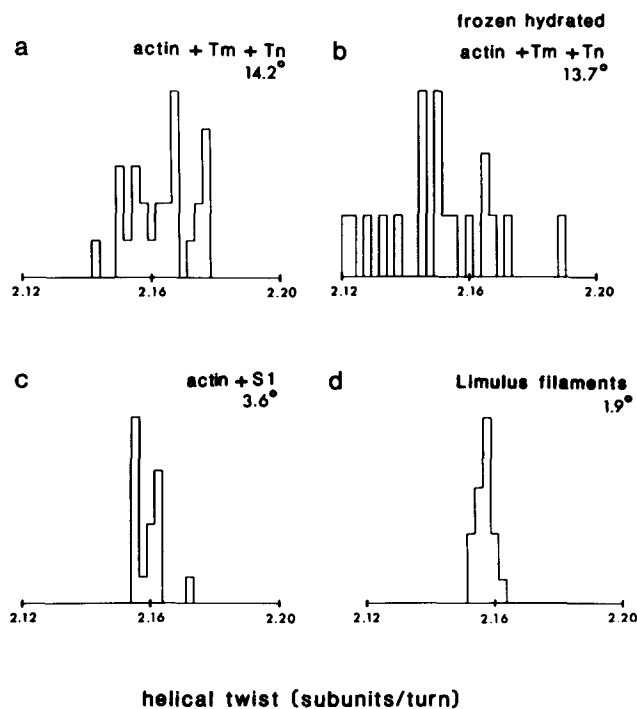 a
actin + Tm + Tn
14.2°
frozen hydrated
b
actin +Tm + Tn
13.7°
2.12 2.16 2.20
2.12 2.16 2.20
c
actin + S1
3.6°
d
Limulus filaments
1.9°
2.12 2.16 2.20
2.12 2.16 2.20
helical twist (subunits/turn)